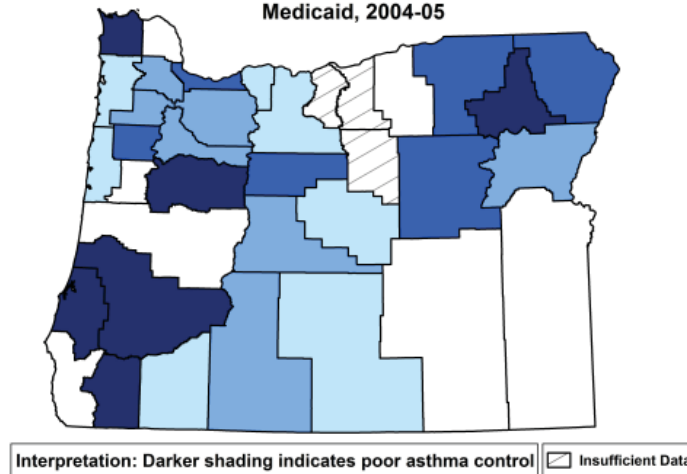 Medicaid, 2004-05
Interpretation: Darker shading indicates poor asthma control
Insufficient Data